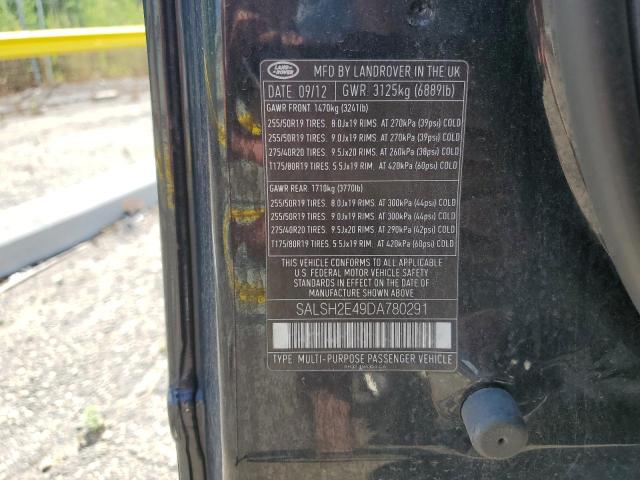 LAND ROVER
MFD BY LANDROVER IN THE UK
DATE 09/12 GWR. 3125kg (6889lb)
GAWR FRONT 1470kg (3241lb)
255/50R19 TIRES. 8.0Jx19 RIMS. AT 270kPa (39psi) COLD
255/50R19 TIRES. 9.0Jx19 RIMS. AT 270kPa (39psi) COLD
275/40R20 TIRES. 9.5Jx20 RIMS. AT 260kPa (38psi) COLD
T175/80R19 TIRES. 5.5Jx19 RIM. AT 420kPa (60psi) COLD
GAWR REAR. 1710kg (3770lb)
255/50R19 TIRES. 8.0Jx19 RIMS. AT 300kPa (44psi) COLD
255/50R19 TIRES. 9.0Jx19 RIMS. AT 300kPa (44psi) COLD
275/40R20 TIRES. 9.5Jx20 RIMS. AT 290kPa (42psi) COLD
T175/80R19 TIRES. 5.5Jx19 RIM. AT 420kPa (60psi) COLD
THIS VEHICLE CONFORMS TO ALL APPLICABLE
U.S. FEDERAL MOTOR VEHICLE SAFETY
STANDARDS IN EFFECT ON THE DATE
OF MANUFACTURE SHOWN ABOVE.
SALSH2E49DA780291
TYPE: MULTI-PURPOSE PASSENGER VEHICLE